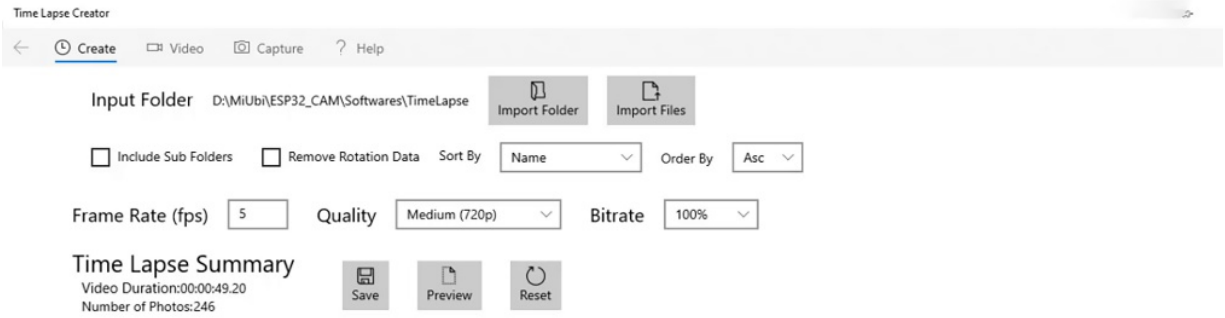 Time Lapse Creator
Create Video Capture ? Help
Input Folder D:\MiUbi\ESP32_CAM\Softwares\TimeLapse Import Folder Import Files
Include Sub Folders Remove Rotation Data Sort By Name Order By Asc
Frame Rate (fps) 5 Quality Medium (720p) Bitrate 100%
Time Lapse Summary
Video Duration:00:00:49.20
Number of Photos:246
Save Preview Reset